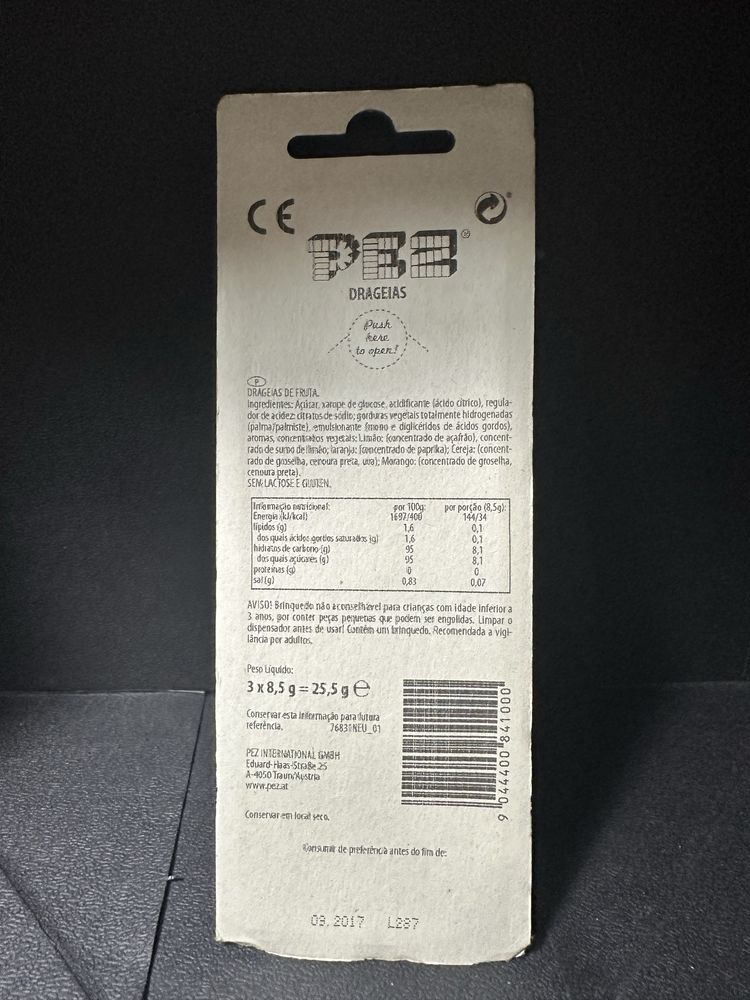 CE
PEZ®
DRAGEIAS
Push
here
to open!
P
DRAGEIAS DE FRUTA.
Ingredientes: Açúcar, xarope de glucose, acidificante (ácido cítrico), regula-
dor de acidez: citratos de sódio; gorduras vegetais totalmente hidrogenadas
(palma/palmiste), emulsionante (mono e diglicéridos de ácidos gordos),
aromas, concentrados vegetais: Limão: (concentrado de açafrão), concent-
rado de sumo de limão; laranja: (concentrado de paprika); Cereja: (concent-
rado de groselha, cenoura preta, uva); Morango: (concentrado de groselha,
cenoura preta).
SEM LACTOSE E GLUTEN.
Informação nutricional: por 100g: por porção (8,5g):
Energia (kJ/kcal) 1697/400 144/34
lípidos (g) 1,6 0,1
dos quais ácidos gordos saturados (g) 1,6 0,1
hidratos de carbono (g) 95 8,1
dos quais açúcares (g) 95 8,1
proteínas (g) 0 0
sal (g) 0,83 0,07
AVISO! Brinquedo não aconselhável para crianças com idade inferior a
3 anos, por conter peças pequenas que podem ser engolidas. Limpar o
dispensador antes de usar! Contém um brinquedo. Recomendada a vigi-
lância por adultos.
Peso Líquido:
3 x 8,5 g = 25,5 g ℮
Conservar esta informação para futura
referência. 76831NEU_01
PEZ INTERNATIONAL GMBH
Eduard-Haas-Straße 25
A-4050 Traun/Austria
www.pez.at
9 044400 841000
Conservar em local seco.
Consumir de preferência antes do fim de:
09.2017 L287